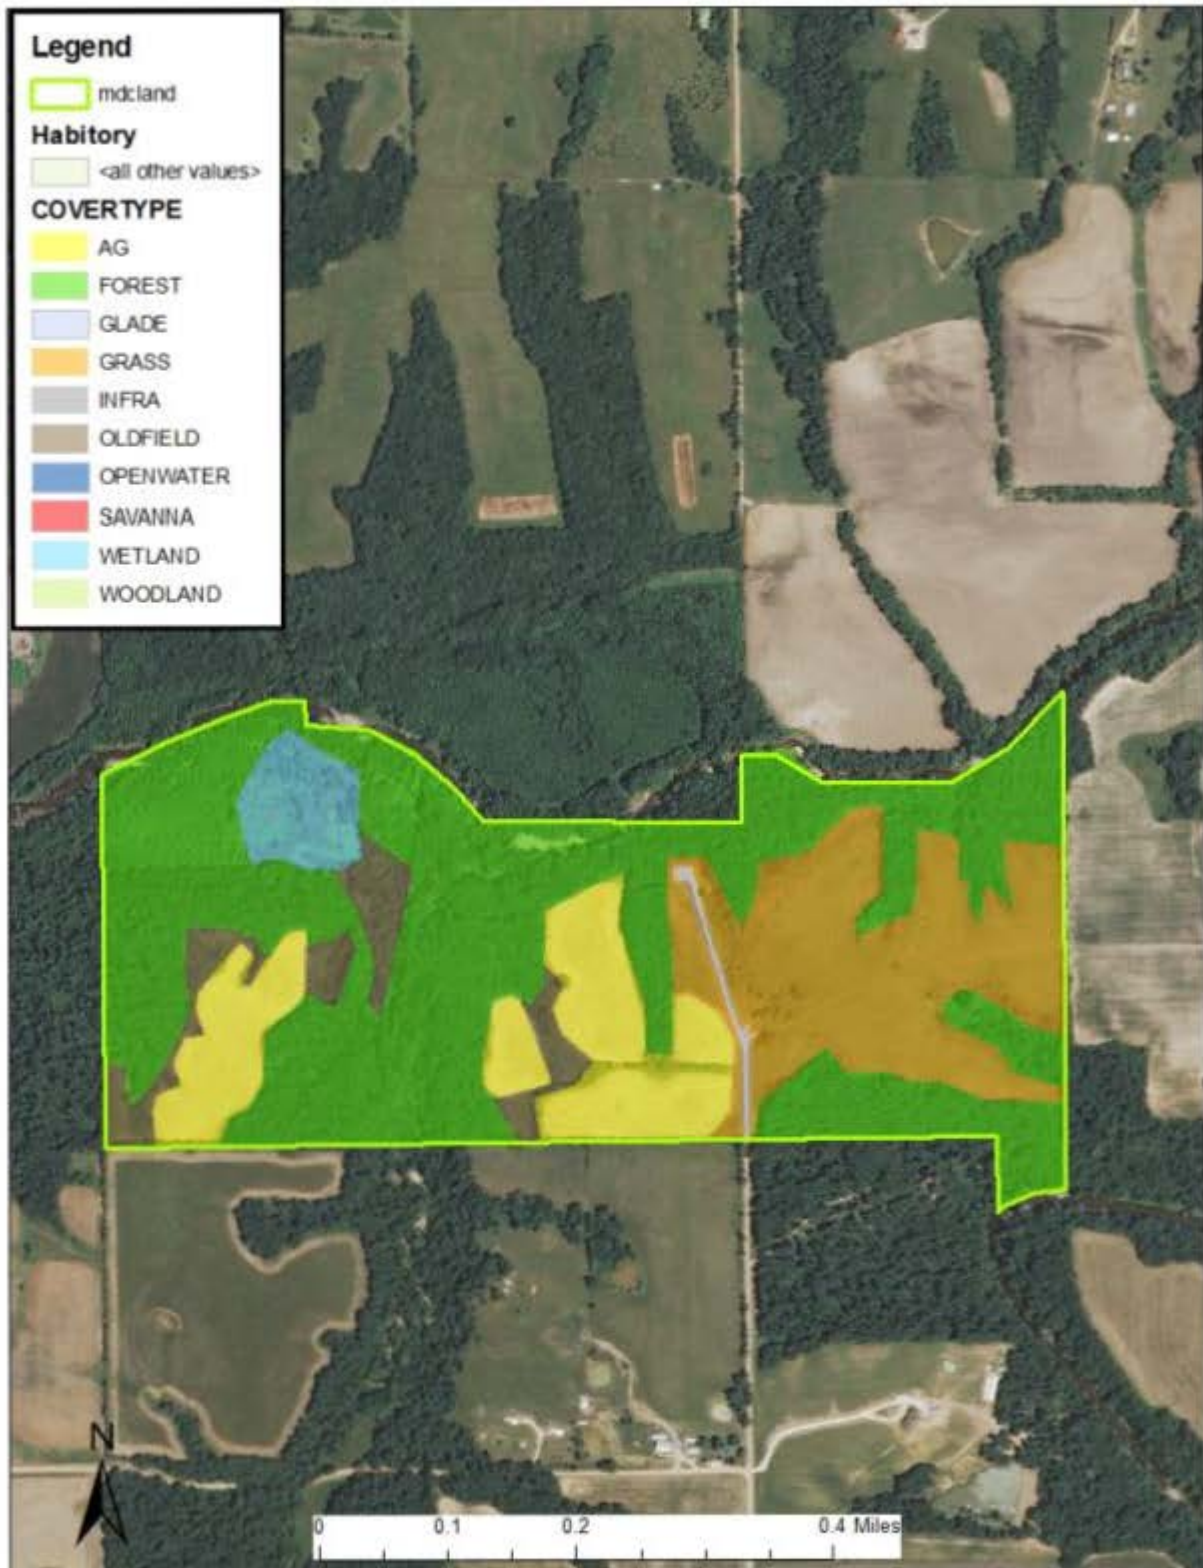 Legend
mdcland
Habitory
<all other values>
COVERTYPE
AG
FOREST
GLADE
GRASS
INFRA
OLDFIELD
OPENWATER
SAVANNA
WETLAND
WOODLAND
N
0 0.1 0.2 0.4 Miles